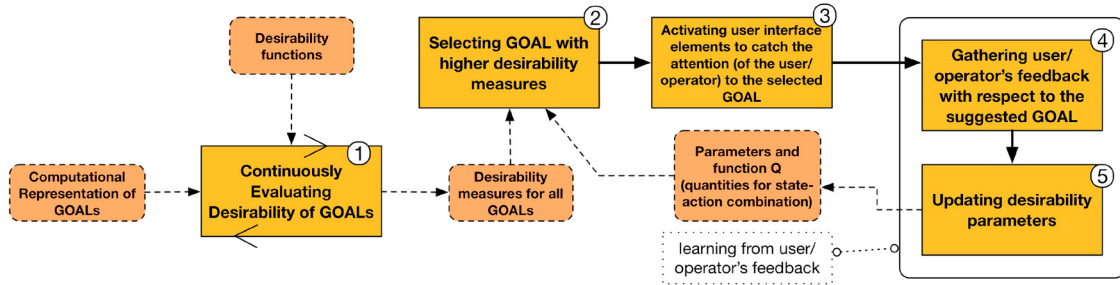 Desirability
functions
Computational
Representation of
GOALs
1
Continuously
Evaluating
Desirability of GOALs
Desirability
measures for all
GOALs
2
Selecting GOAL with
higher desirability
measures
3
Activating user interface
elements to catch the
attention (of the user/
operator) to the selected
GOAL
4
Gathering user/
operator's feedback
with respect to the
suggested GOAL
5
Updating desirability
parameters
Parameters and
function Q
(quantities for state-
action combination)
learning from user/
operator's feedback